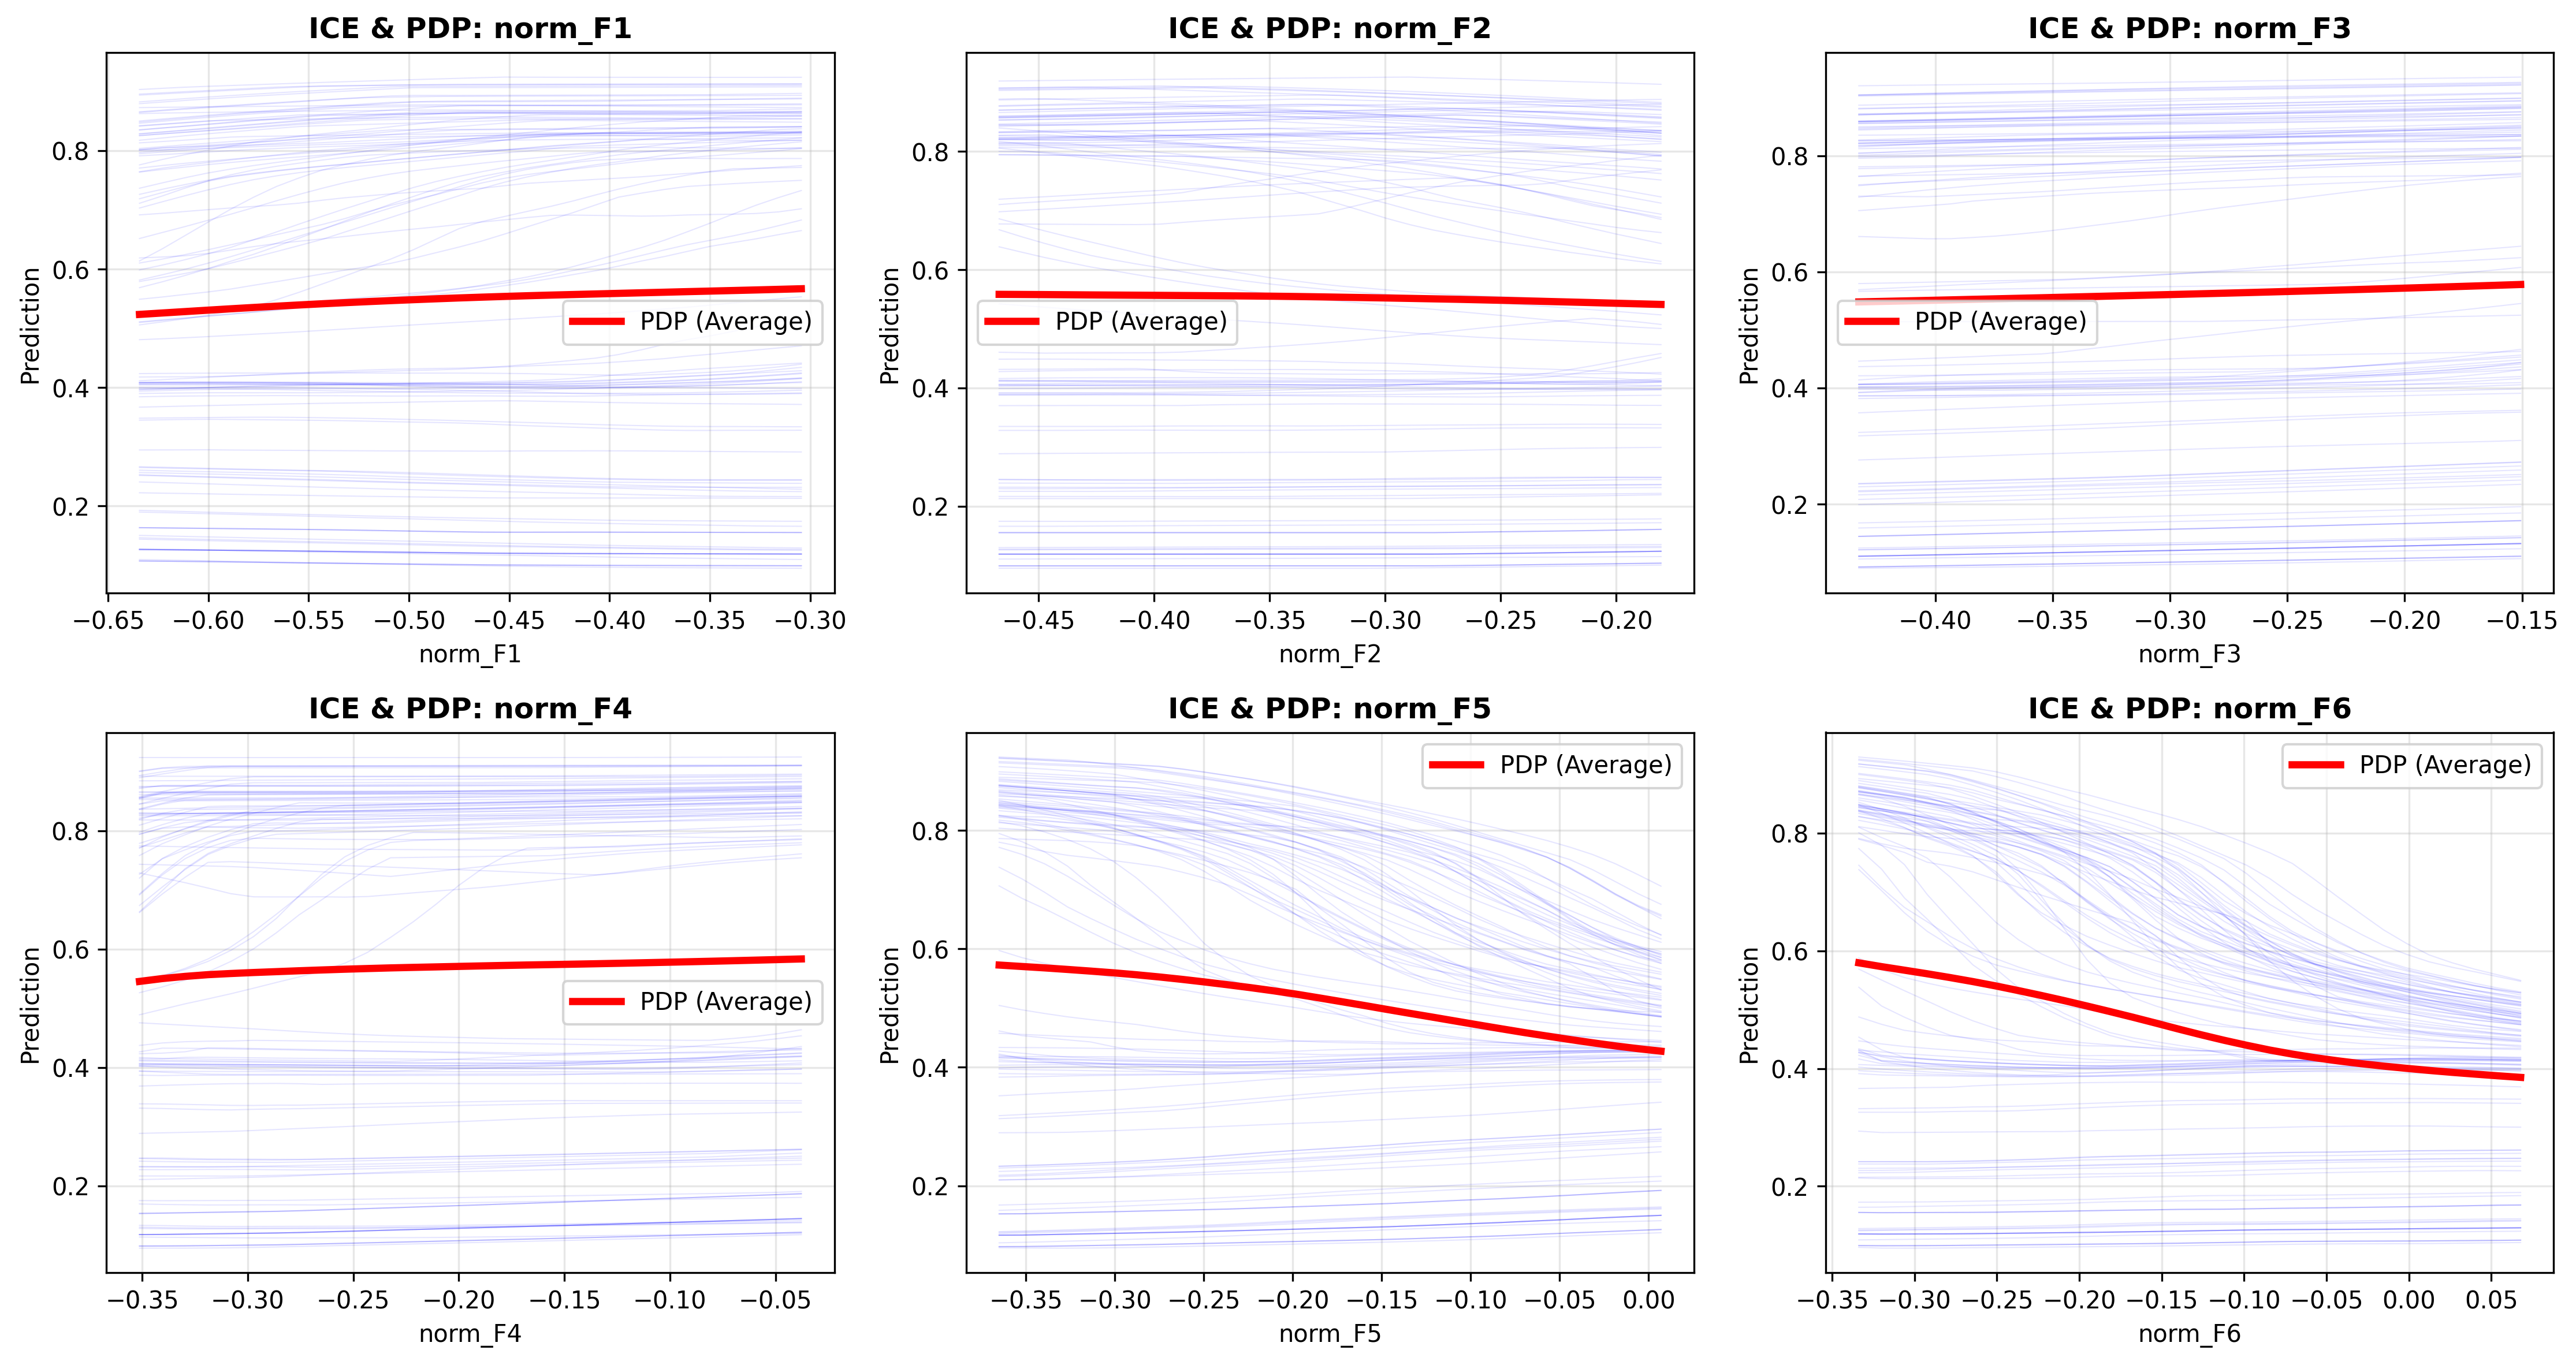 ICE & PDP: norm_F1
Prediction
0.8
0.6
0.4
0.2
PDP (Average)
−0.65 −0.60 −0.55 −0.50 −0.45 −0.40 −0.35 −0.30
norm_F1
ICE & PDP: norm_F2
Prediction
0.8
0.6
0.4
0.2
PDP (Average)
−0.45 −0.40 −0.35 −0.30 −0.25 −0.20
norm_F2
ICE & PDP: norm_F3
Prediction
0.8
0.6
0.4
0.2
PDP (Average)
−0.40 −0.35 −0.30 −0.25 −0.20 −0.15
norm_F3
ICE & PDP: norm_F4
Prediction
0.8
0.6
0.4
0.2
PDP (Average)
−0.35 −0.30 −0.25 −0.20 −0.15 −0.10 −0.05
norm_F4
ICE & PDP: norm_F5
Prediction
0.8
0.6
0.4
0.2
PDP (Average)
−0.35 −0.30 −0.25 −0.20 −0.15 −0.10 −0.05 0.00
norm_F5
ICE & PDP: norm_F6
Prediction
0.8
0.6
0.4
0.2
PDP (Average)
−0.35 −0.30 −0.25 −0.20 −0.15 −0.10 −0.05 0.00 0.05
norm_F6